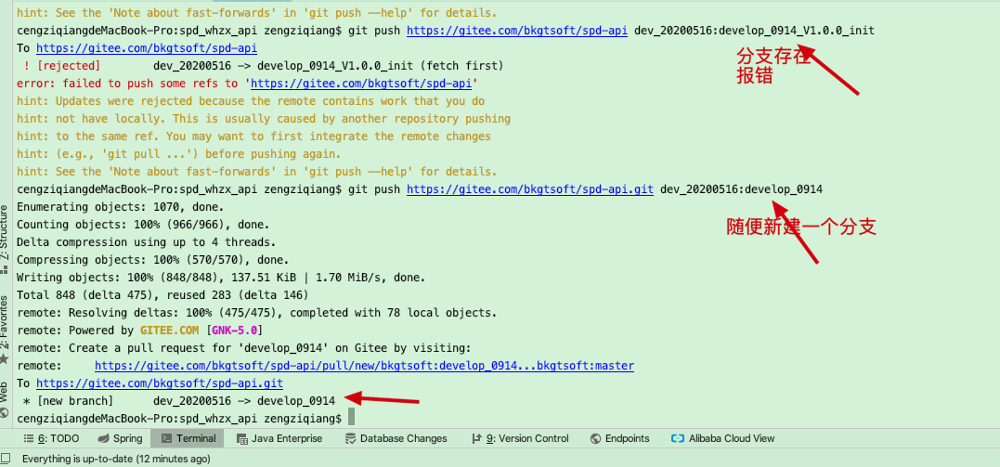 hint: See the 'Note about fast-forwards' in 'git push --help' for details.
cengziqiangdeMacBook-Pro:spd_whzx_api zengziqiang$ git push https://gitee.com/bkgtsoft/spd-api dev_20200516:develop_0914_V1.0.0_init
To https://gitee.com/bkgtsoft/spd-api
! [rejected] dev_20200516 -> develop_0914_V1.0.0_init (fetch first)
分支存在
报错
error: failed to push some refs to 'https://gitee.com/bkgtsoft/spd-api'
hint: Updates were rejected because the remote contains work that you do
hint: not have locally. This is usually caused by another repository pushing
hint: to the same ref. You may want to first integrate the remote changes
hint: (e.g., 'git pull ...') before pushing again.
hint: See the 'Note about fast-forwards' in 'git push --help' for details.
cengziqiangdeMacBook-Pro:spd_whzx_api zengziqiang$ git push https://gitee.com/bkgtsoft/spd-api.git dev_20200516:develop_0914
Enumerating objects: 1070, done.
Counting objects: 100% (966/966), done.
随便新建一个分支
Delta compression using up to 4 threads.
Compressing objects: 100% (570/570), done.
Writing objects: 100% (848/848), 137.51 KiB | 1.70 MiB/s, done.
Total 848 (delta 475), reused 283 (delta 146)
remote: Resolving deltas: 100% (475/475), completed with 78 local objects.
remote: Powered by GITEE.COM [GNK-5.0]
remote: Create a pull request for 'develop_0914' on Gitee by visiting:
remote: https://gitee.com/bkgtsoft/spd-api/pull/new/bkgtsoft:develop_0914...bkgtsoft:master
To https://gitee.com/bkgtsoft/spd-api.git
* [new branch] dev_20200516 -> develop_0914
cengziqiangdeMacBook-Pro:spd_whzx_api zengziqiang$
7: Structure
2: Favorites
Web
6: TODO Spring Terminal Java Enterprise Database Changes 9: Version Control Endpoints Alibaba Cloud View
Everything is up-to-date (12 minutes ago)